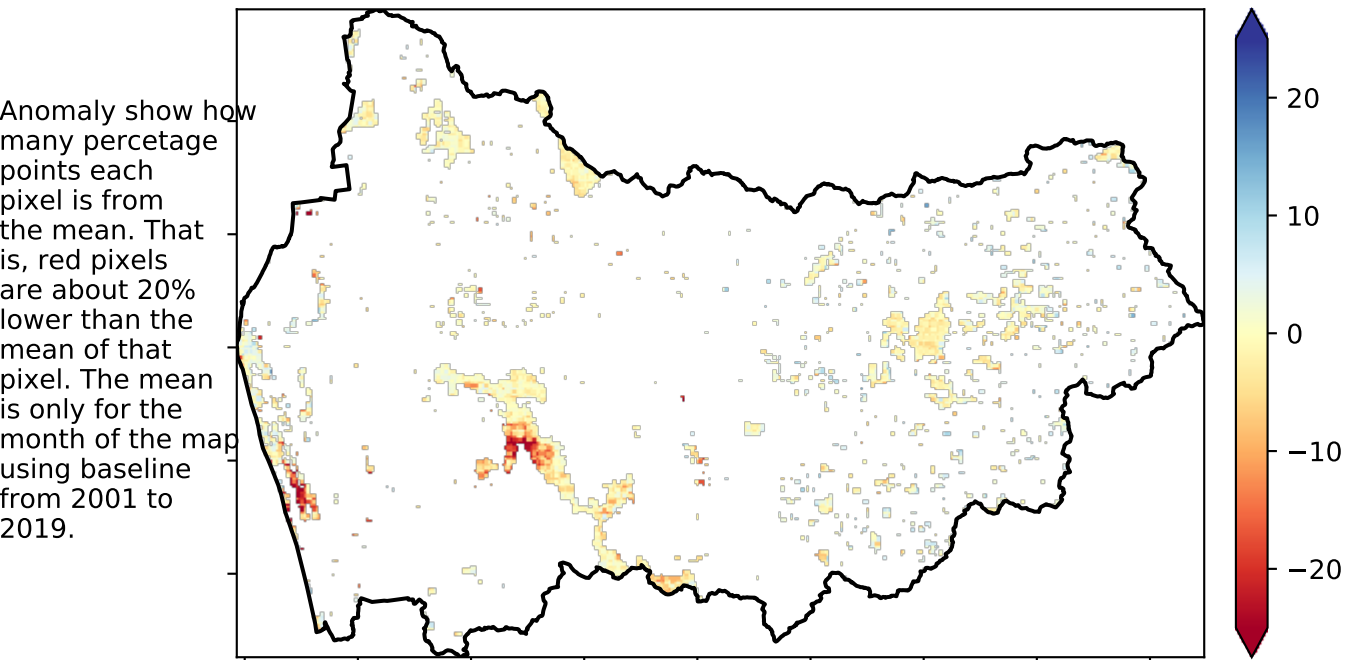 Anomaly show how
many percetage
points each
pixel is from
the mean. That
is, red pixels
are about 20%
lower than the
mean of that
pixel. The mean
is only for the
month of the map
using baseline
from 2001 to
2019.
20
10
0
−10
−20